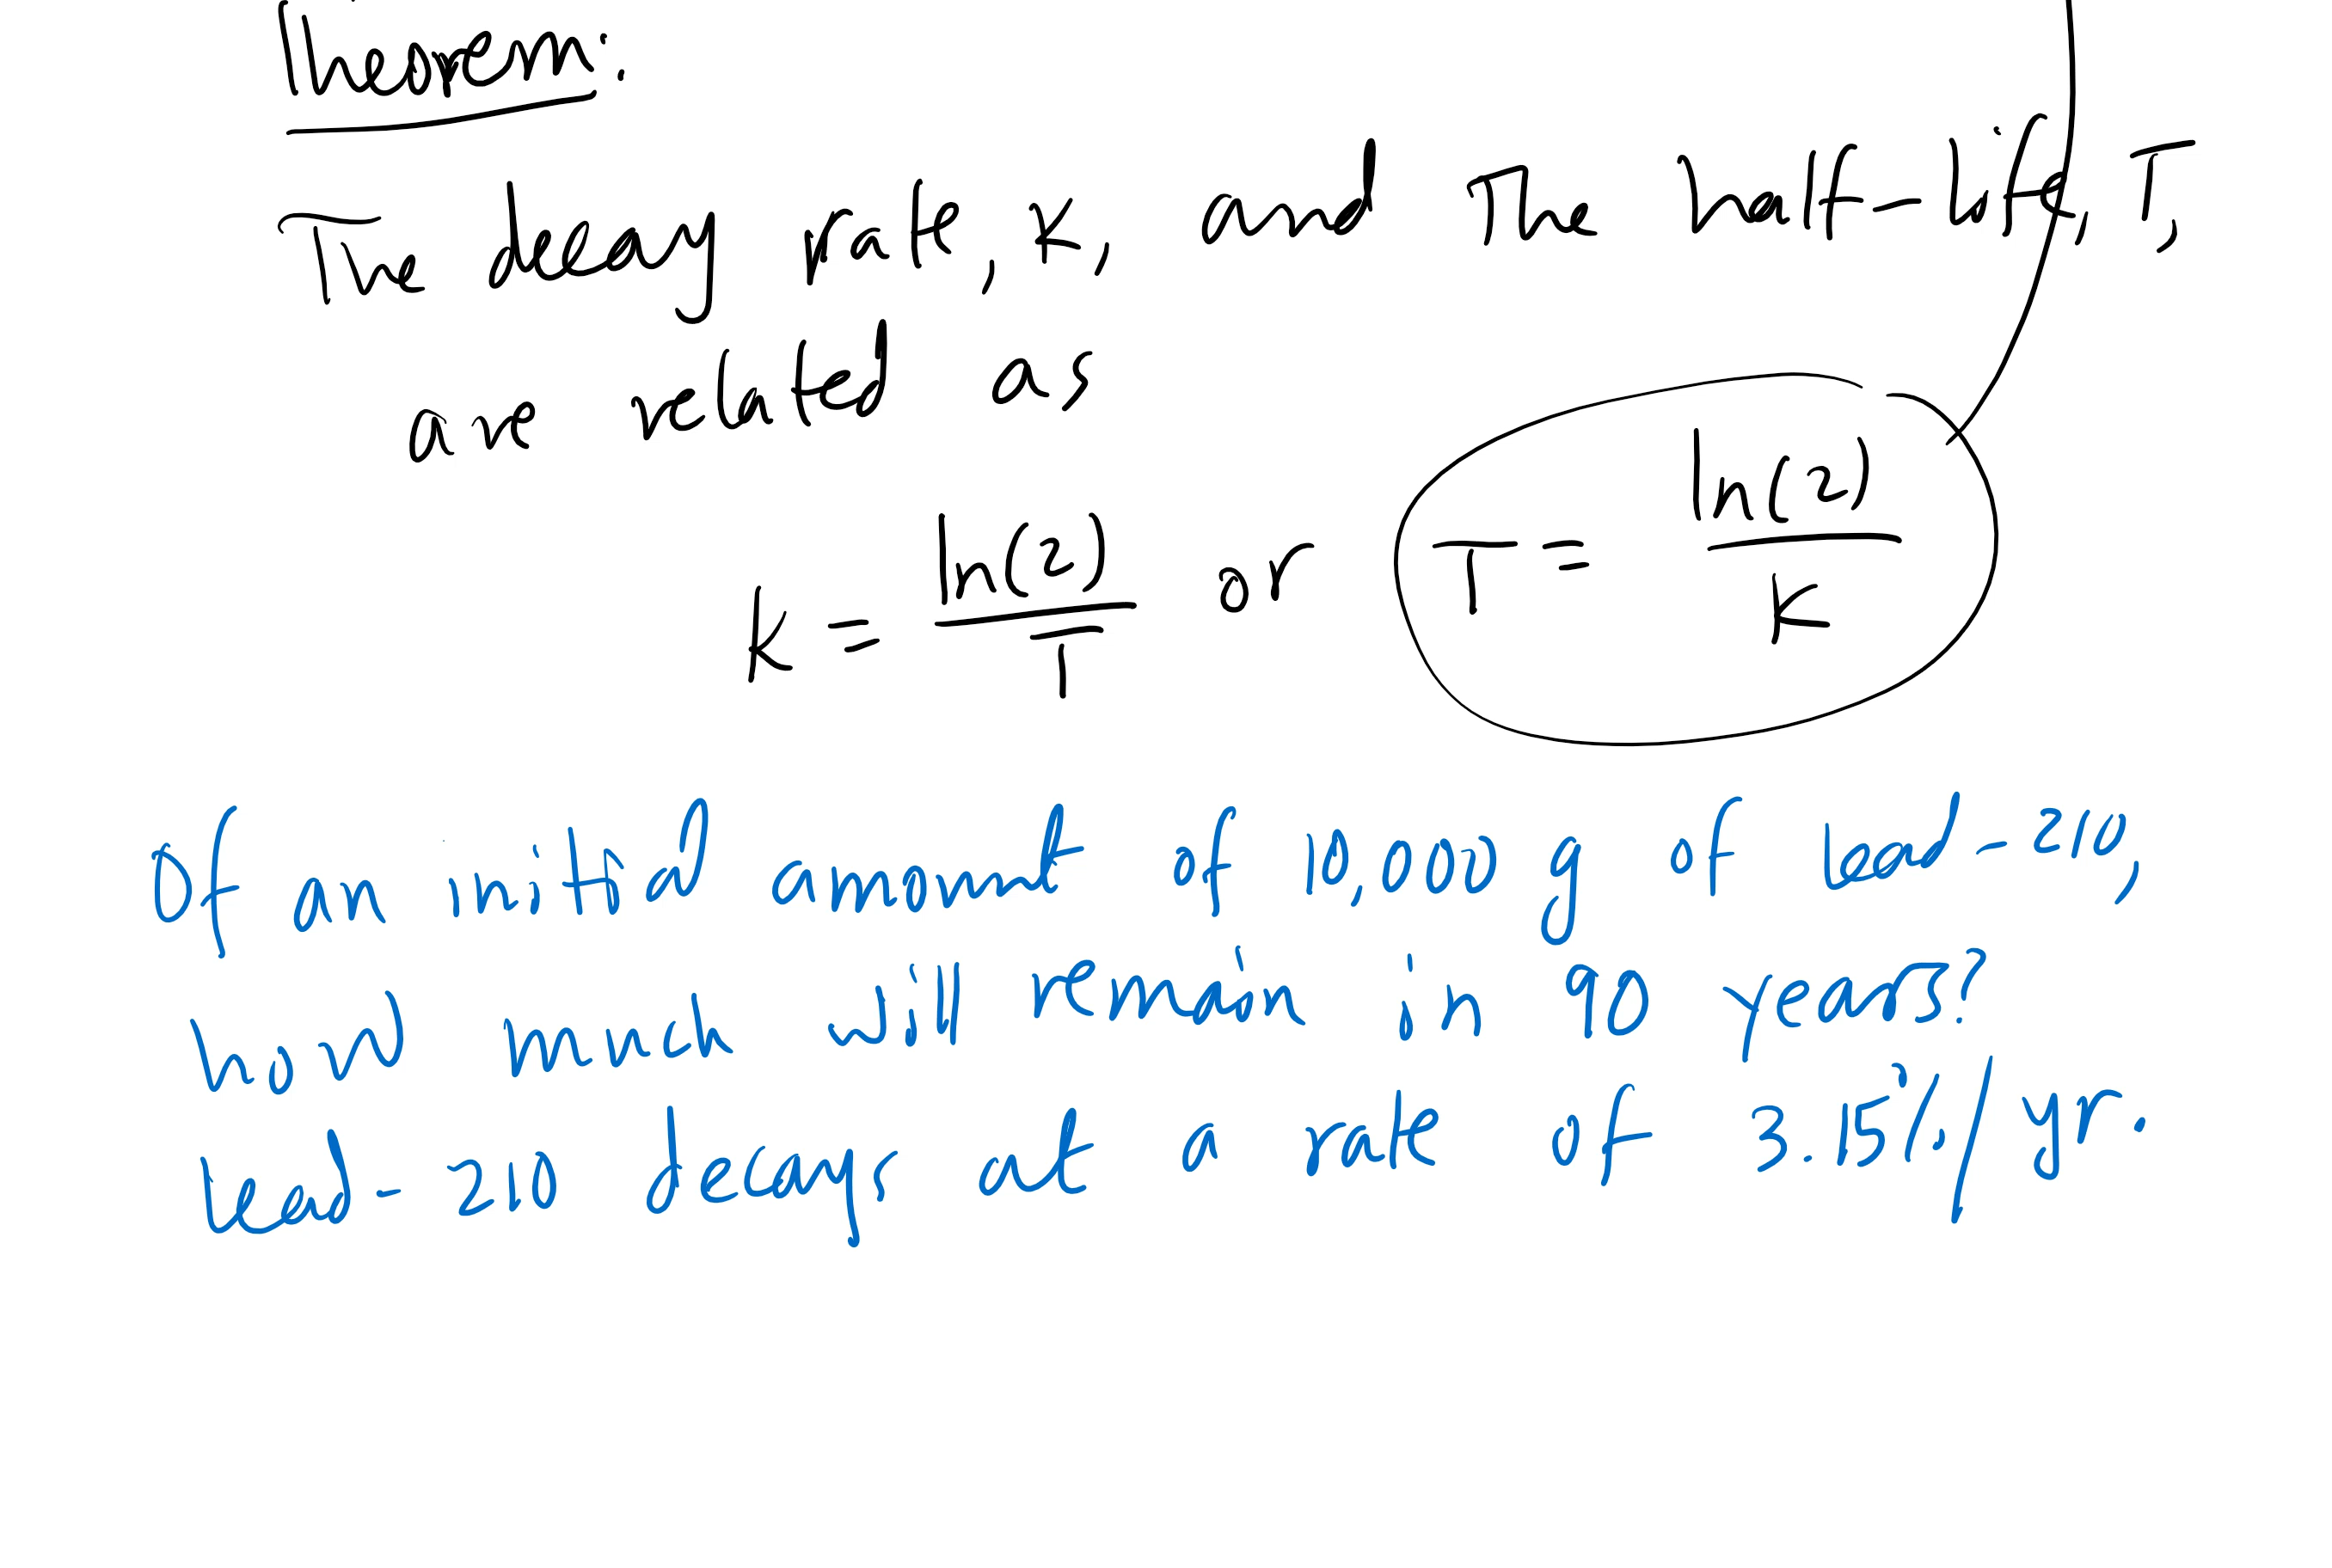 Theorem:
The decay rate, k, and The half-life, T,
are related as
k = ln(2)/T or T = ln(2)/k
Of an initial amount of 1,000 g of lead-210,
how much will remain in 90 years?
Lead-210 decays at a rate of 3.15%/yr.